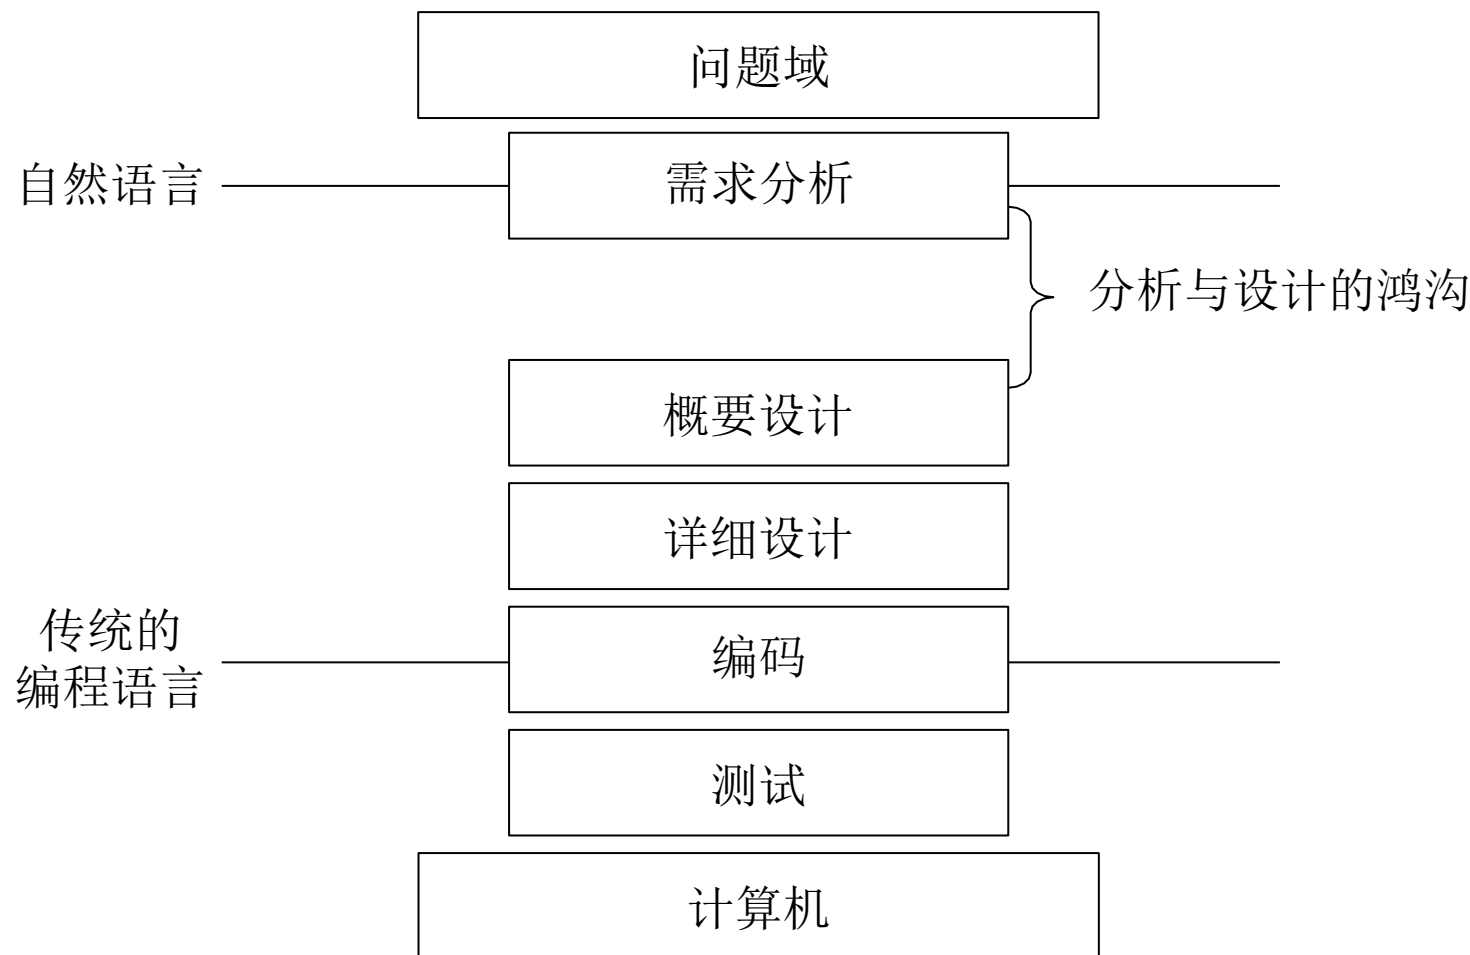 问题域
自然语言
需求分析
分析与设计的鸿沟
概要设计
详细设计
传统的
编程语言
编码
测试
计算机